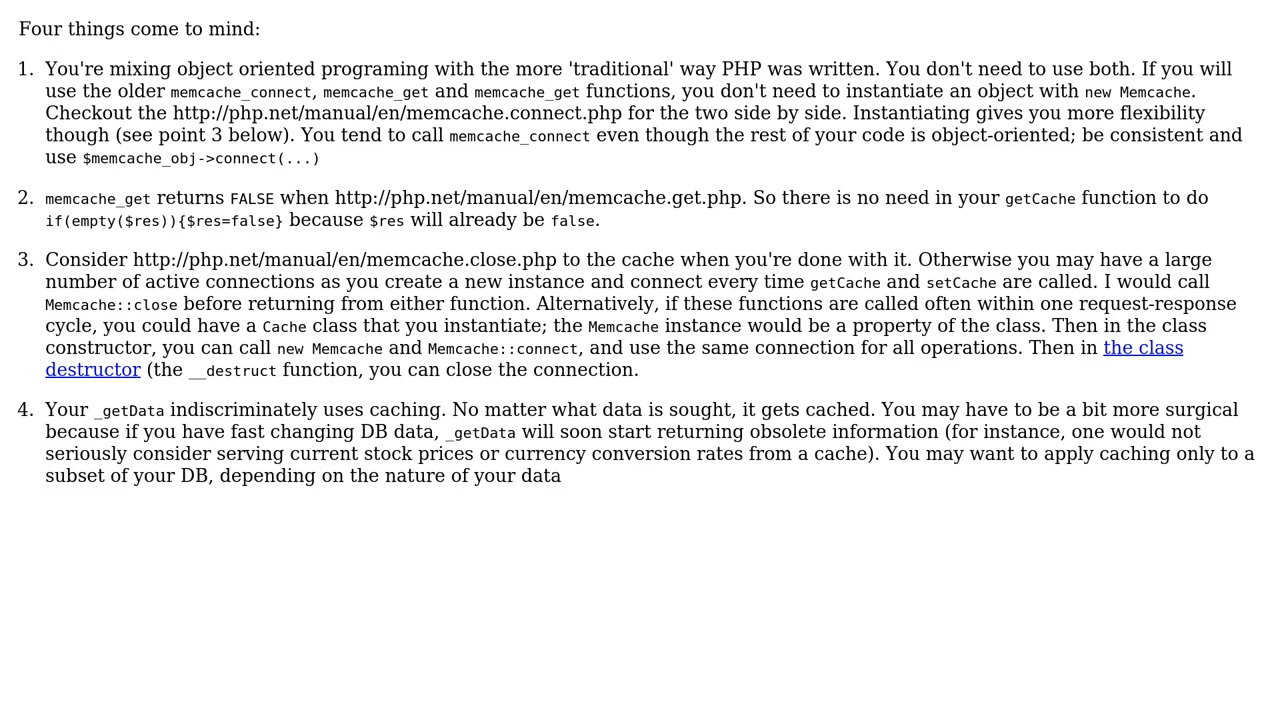 Four things come to mind:
1. You're mixing object oriented programing with the more 'traditional' way PHP was written. You don't need to use both. If you will
use the older memcache_connect, memcache_get and memcache_get functions, you don't need to instantiate an object with new Memcache.
Checkout the http://php.net/manual/en/memcache.connect.php for the two side by side. Instantiating gives you more flexibility
though (see point 3 below). You tend to call memcache_connect even though the rest of your code is object-oriented; be consistent and
use $memcache_obj->connect(...)
2. memcache_get returns FALSE when http://php.net/manual/en/memcache.get.php. So there is no need in your getCache function to do
if(empty($res)){$res=false} because $res will already be false.
3. Consider http://php.net/manual/en/memcache.close.php to the cache when you're done with it. Otherwise you may have a large
number of active connections as you create a new instance and connect every time getCache and setCache are called. I would call
Memcache::close before returning from either function. Alternatively, if these functions are called often within one request-response
cycle, you could have a Cache class that you instantiate; the Memcache instance would be a property of the class. Then in the class
constructor, you can call new Memcache and Memcache::connect, and use the same connection for all operations. Then in the class
destructor (the __destruct function, you can close the connection.
4. Your _getData indiscriminately uses caching. No matter what data is sought, it gets cached. You may have to be a bit more surgical
because if you have fast changing DB data, _getData will soon start returning obsolete information (for instance, one would not
seriously consider serving current stock prices or currency conversion rates from a cache). You may want to apply caching only to a
subset of your DB, depending on the nature of your data